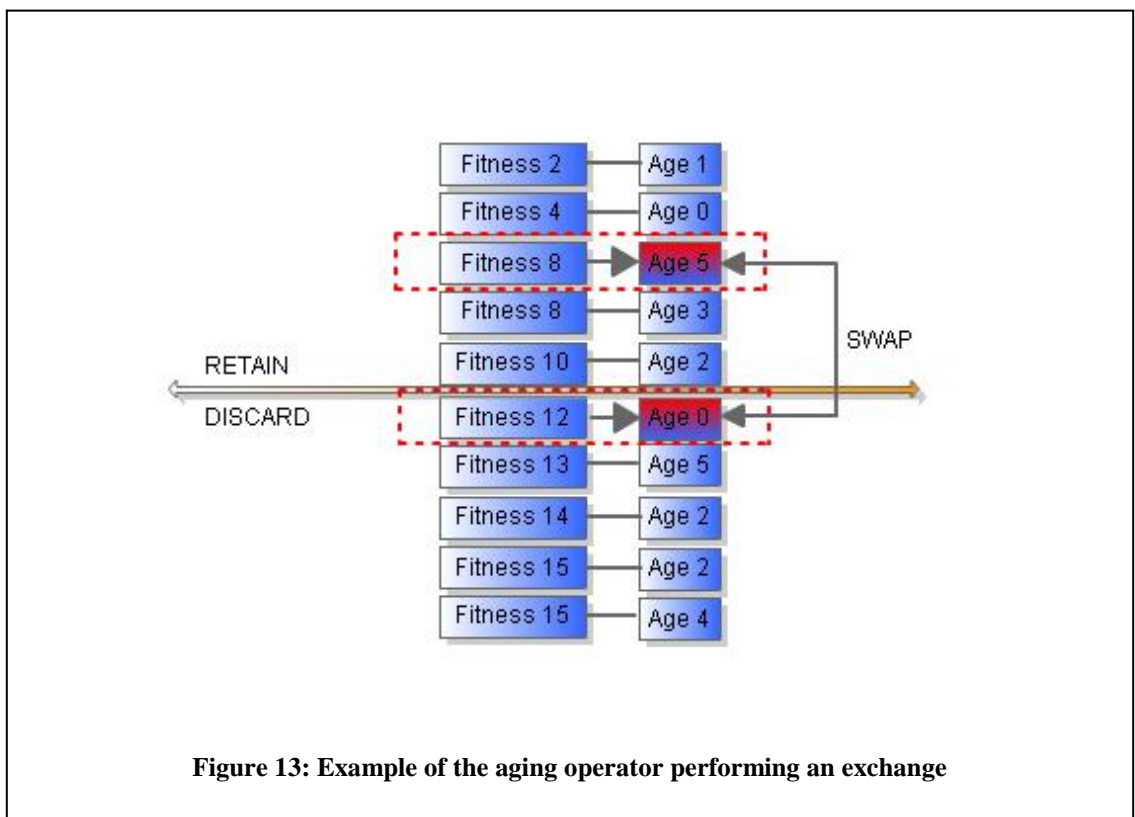 Fitness 2 Age 1
Fitness 4 Age 0
Fitness 8 Age 5
Fitness 8 Age 3
SWAP
Fitness 10 Age 2
RETAIN
DISCARD
Fitness 12 Age 0
Fitness 13 Age 5
Fitness 14 Age 2
Fitness 15 Age 2
Fitness 15 Age 4
Figure 13: Example of the aging operator performing an exchange